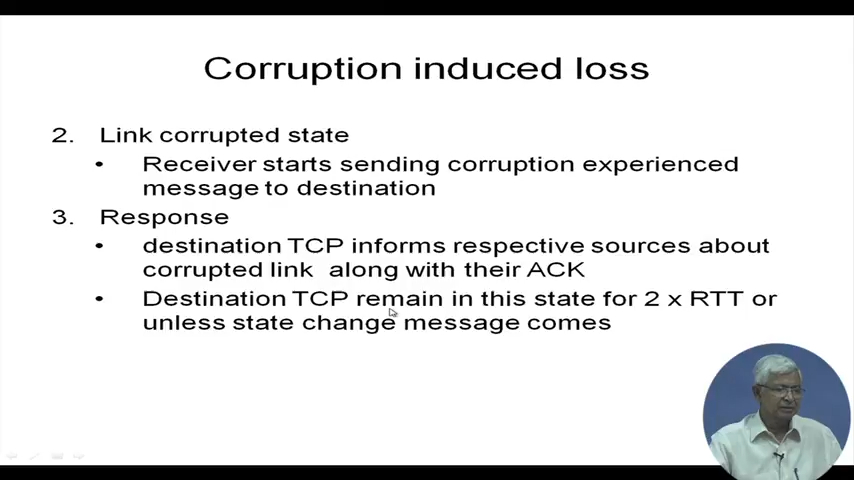 Corruption induced loss
2. Link corrupted state
• Receiver starts sending corruption experienced
message to destination
3. Response
• destination TCP informs respective sources about
corrupted link along with their ACK
• Destination TCP remain in this state for 2 x RTT or
unless state change message comes